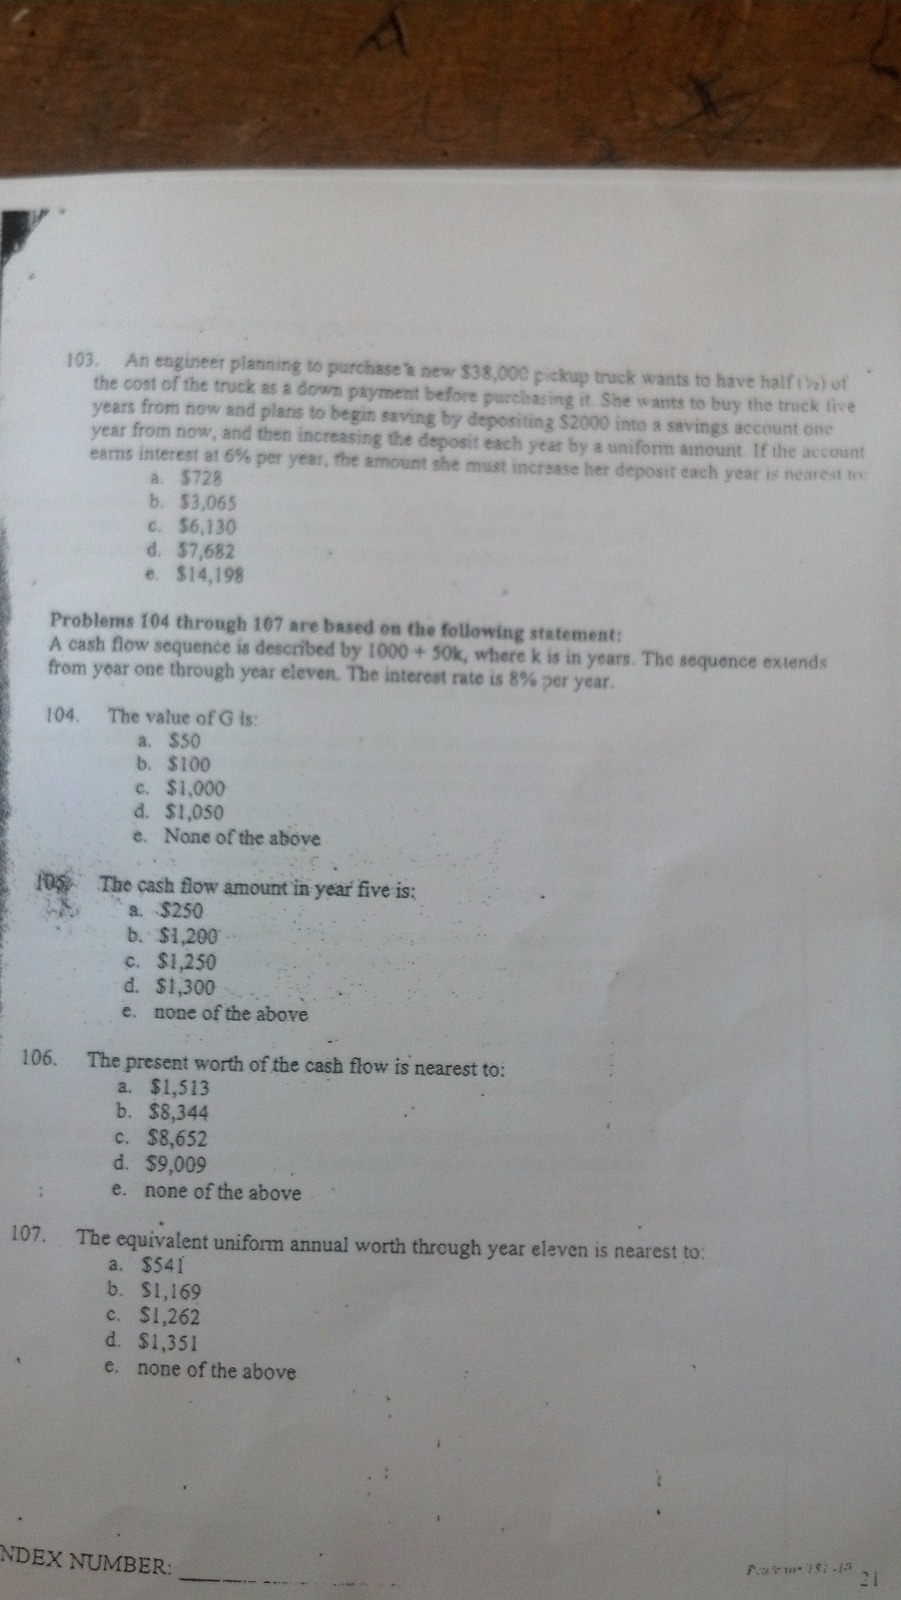 103. An engineer planning to purchase a new $38,000 pickup truck wants to have half (½) of
the cost of the truck as a down payment before purchasing it. She wants to buy the truck five
years from now and plans to begin saving by depositing $2000 into a savings account one
year from now, and then increasing the deposit each year by a uniform amount. If the account
earns interest at 6% per year, the amount she must increase her deposit each year is nearest to:
a. $728
b. $3,065
c. $6,130
d. $7,682
e. $14,198
Problems 104 through 107 are based on the following statement:
A cash flow sequence is described by 1000 + 50k, where k is in years. The sequence extends
from year one through year eleven. The interest rate is 8% per year.
104. The value of G is:
a. $50
b. $100
c. $1,000
d. $1,050
e. None of the above
105. The cash flow amount in year five is:
a. $250
b. $1,200
c. $1,250
d. $1,300
e. none of the above
106. The present worth of the cash flow is nearest to:
a. $1,513
b. $8,344
c. $8,652
d. $9,009
e. none of the above
107. The equivalent uniform annual worth through year eleven is nearest to:
a. $541
b. $1,169
c. $1,262
d. $1,351
e. none of the above
NDEX NUMBER:
21